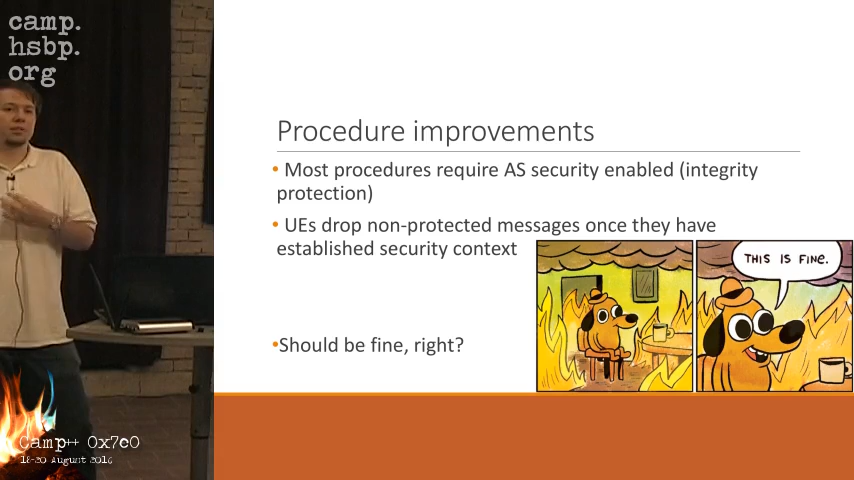 camp.
hsbp.
org
Procedure improvements
• Most procedures require AS security enabled (integrity
protection)
• UEs drop non-protected messages once they have
established security context
THIS IS FINE.
•Should be fine, right?
Camp++ 0x7c0
18-20 August 2016